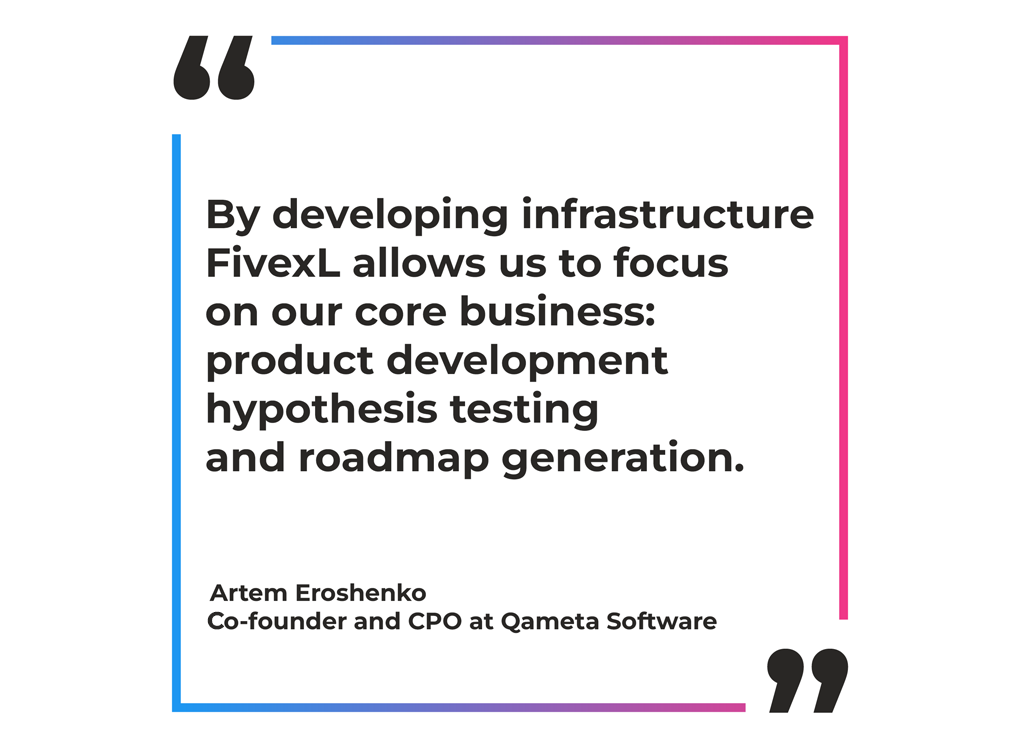 “
By developing infrastructure
FivexL allows us to focus
on our core business:
product development
hypothesis testing
and roadmap generation.
Artem Eroshenko
Co-founder and CPO at Qameta Software
”